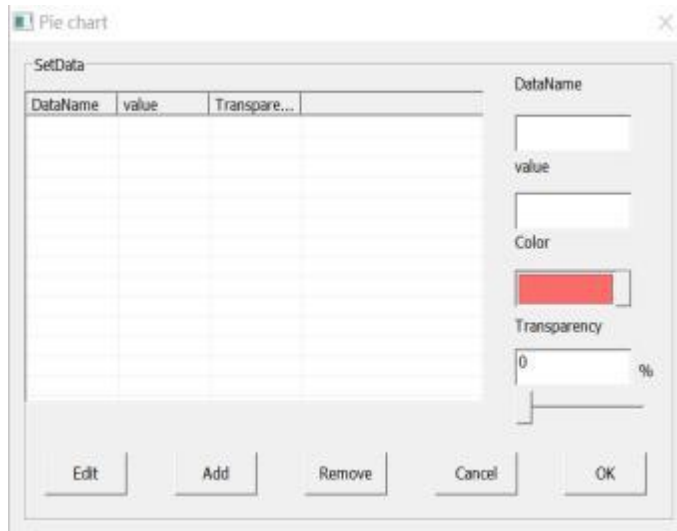 Pie chart
SetData
DataName
DataName value Transpare...
value
Color
Transparency
0
%
Edit Add Remove Cancel OK